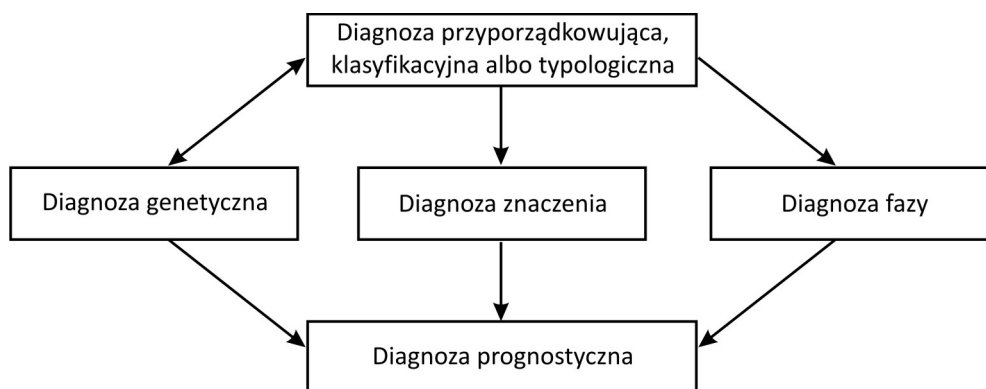 Diagnoza przyporządkowująca,
klasyfikacyjna albo typologiczna
Diagnoza genetyczna
Diagnoza znaczenia
Diagnoza fazy
Diagnoza prognostyczna